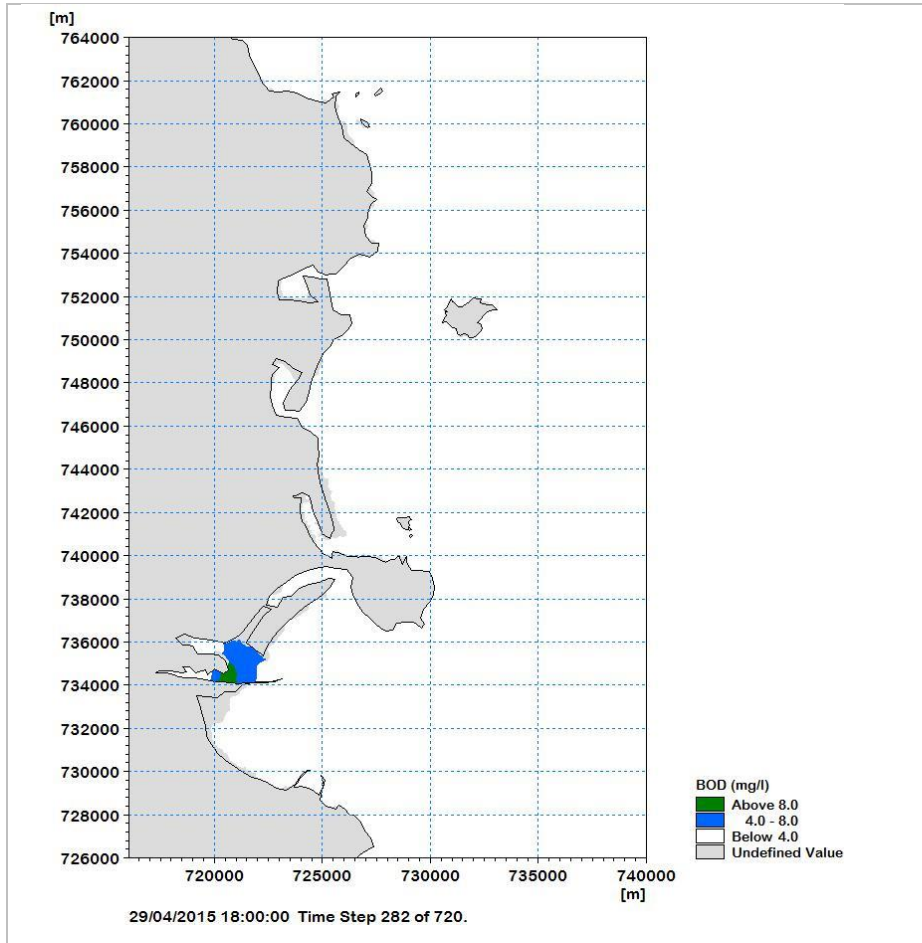 [m]
764000
762000
760000
758000
756000
754000
752000
750000
748000
746000
744000
742000
740000
738000
736000
734000
732000
730000
728000
726000
720000 725000 730000 735000 740000
[m]
BOD (mg/l)
Above 8.0
4.0 - 8.0
Below 4.0
Undefined Value
29/04/2015 18:00:00 Time Step 282 of 720.